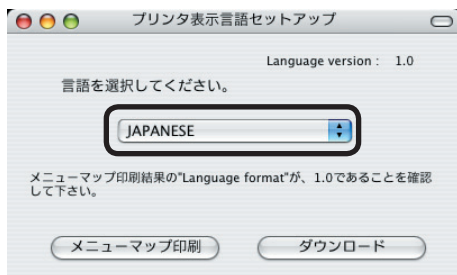 プリンタ表示言語セットアップ
Language version : 1.0
言語を選択してください。
JAPANESE
メニューマップ印刷結果の"Language format"が、1.0であることを確認
して下さい。
メニューマップ印刷 ダウンロード